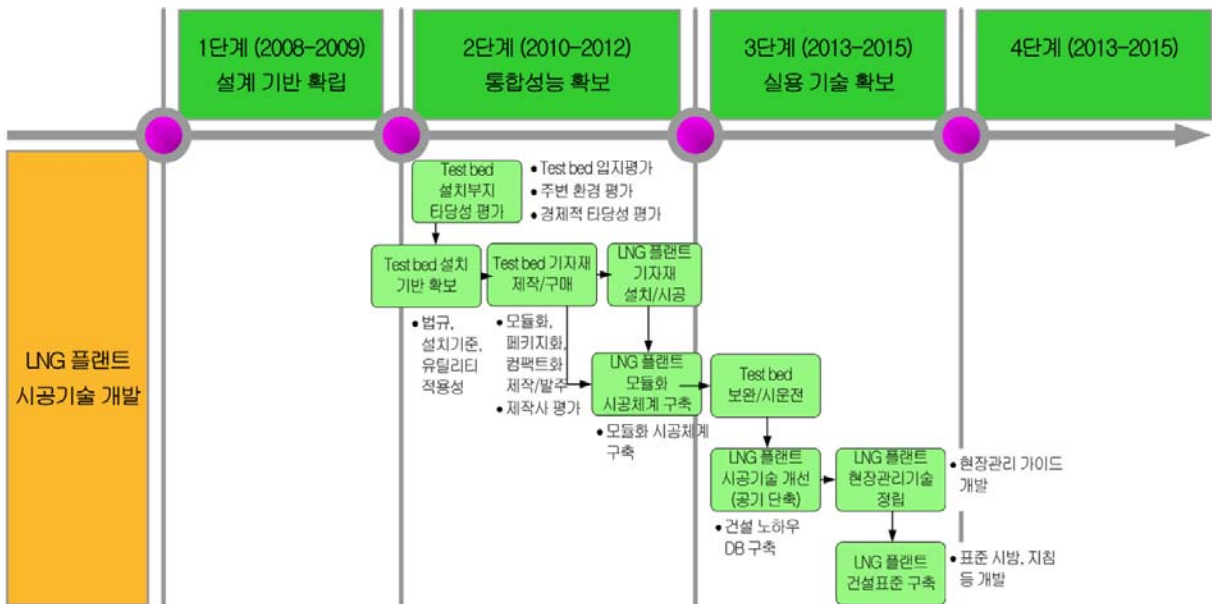 1단계 (2008-2009)
설계 기반 확립
2단계 (2010-2012)
통합성능 확보
3단계 (2013-2015)
실용 기술 확보
4단계 (2013-2015)
LNG 플랜트
시공기술 개발
Test bed
설치부지
타당성 평가
• Test bed 입지평가
• 주변 환경 평가
• 경제적 타당성 평가
Test bed 설치
기반 확보
• 법규,
설치기준,
유틸리티
적용성
Test bed 기자재
제작/구매
• 모듈화,
페키지화,
컴팩트화
제작/발주
• 제작사 평가
LNG 플랜트
기자재
설치/시공
LNG 플랜트
모듈화
시공체계 구축
• 모듈화 시공체계
구축
Test bed
보완/시운전
LNG 플랜트
시공기술 개선
(공기 단축)
• 건설 노하우
DB 구축
LNG 플랜트
현장관리기술
정립
• 현장관리 가이드
개발
LNG 플랜트
건설표준 구축
• 표준 시방, 지침
등 개발